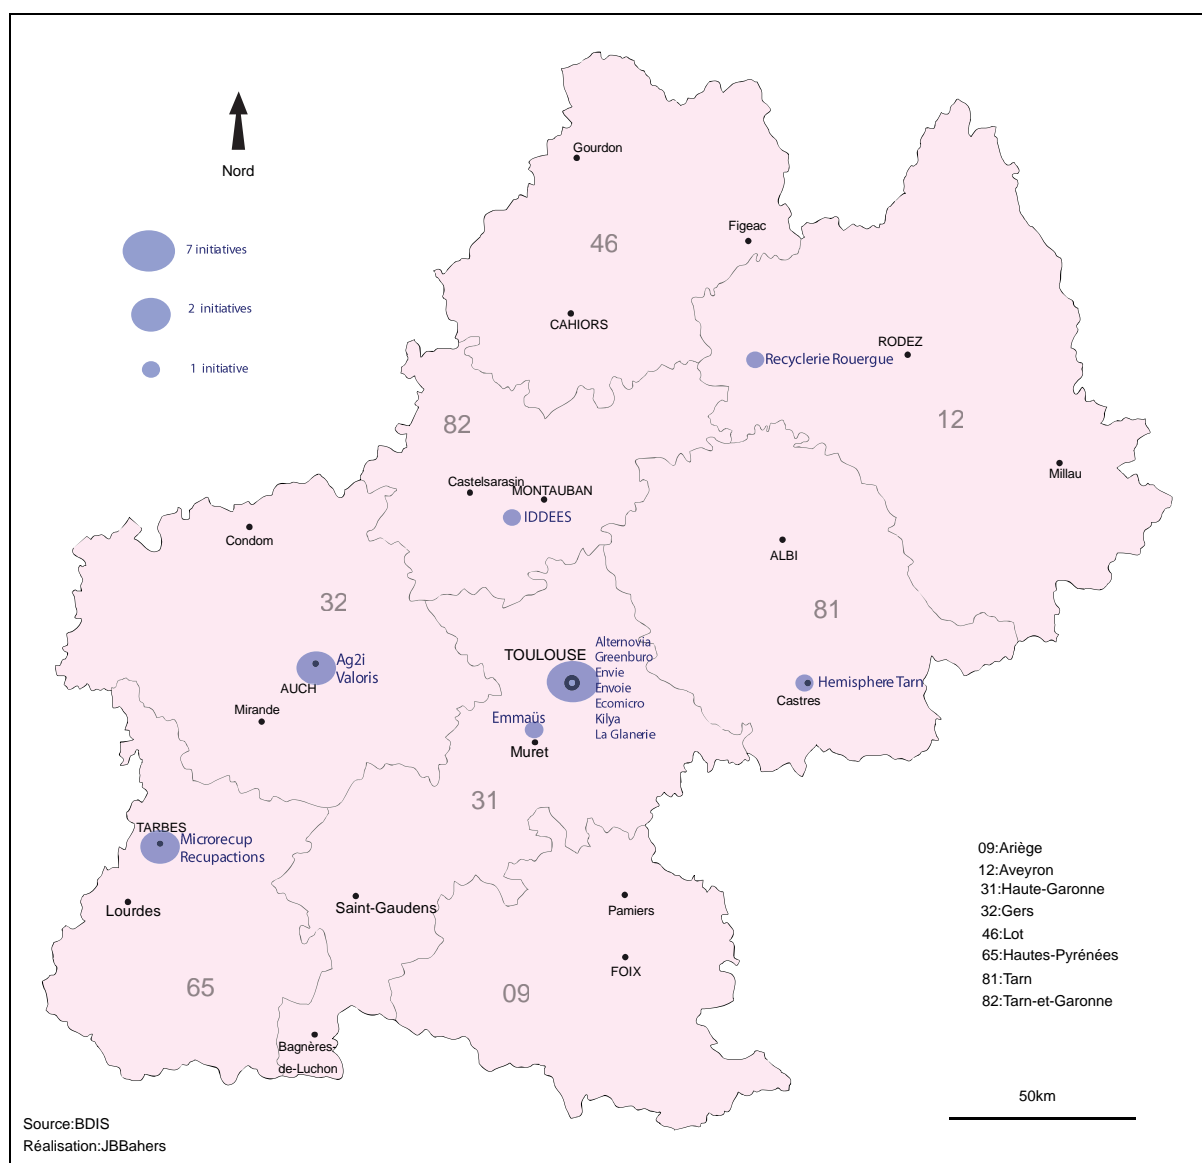 Nord
7 initiatives
2 initiatives
1 initiative
Gourdon
Figeac
46
CAHIORS
RODEZ
Recyclerie Rouergue
12
Millau
82
Castelsarasin
MONTAUBAN
IDDEES
Condom
ALBI
32
81
Ag2i
Valoris
AUCH
Mirande
TOULOUSE
Alternovia
Greenburo
Envie
Envoie
Ecomicro
Kilya
La Glanerie
Emmaüs
Muret
Hemisphere Tarn
Castres
31
TARBES
Microrecup
Recupactions
Lourdes
Saint-Gaudens
Pamiers
FOIX
65
09
Bagnères-
de-Luchon
09:Ariège
12:Aveyron
31:Haute-Garonne
32:Gers
46:Lot
65:Hautes-Pyrénées
81:Tarn
82:Tarn-et-Garonne
50km
Source:BDIS
Réalisation:JBBahers